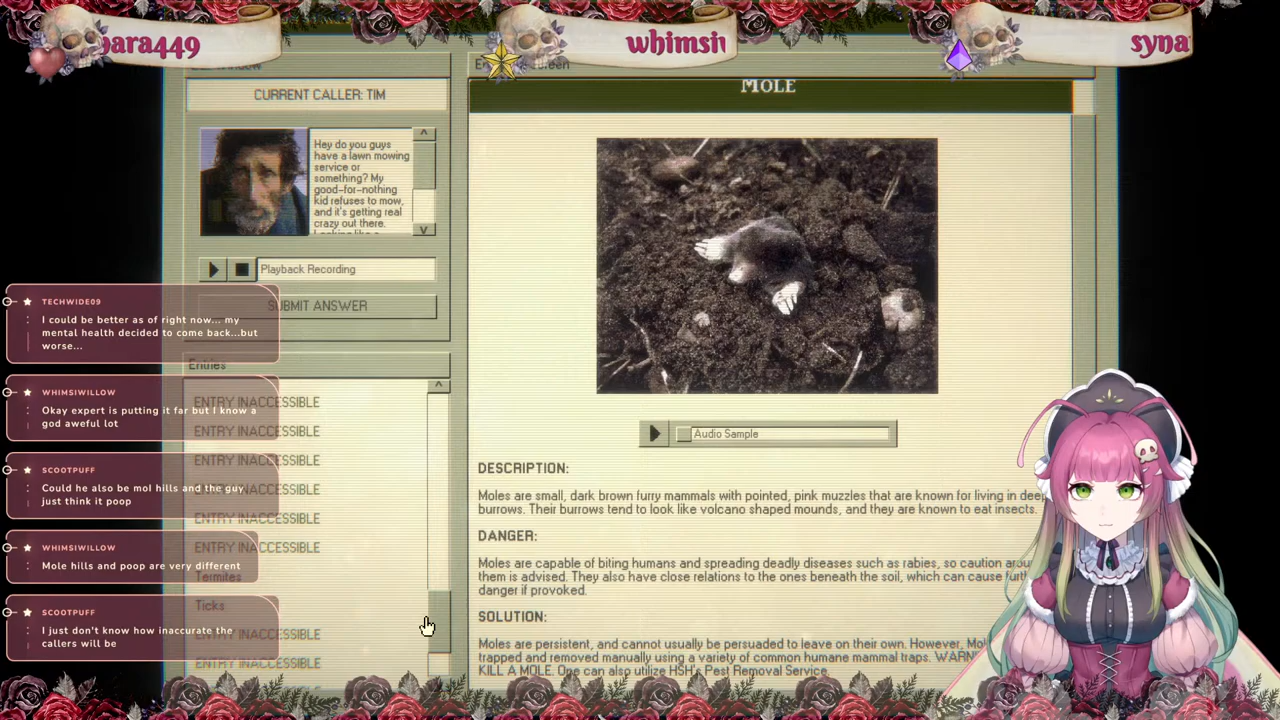 bara449
whimsiv
syna
CURRENT CALLER: TIM
Hey do you guys
have a lawn mowing
service or
something? My
good-for-nothing
kid refuses to mow,
and it's getting real
crazy out there.
Playback Recording
SUBMIT ANSWER
Entries
ENTRY INACCESSIBLE
ENTRY INACCESSIBLE
ENTRY INACCESSIBLE
ENTRY INACCESSIBLE
ENTRY INACCESSIBLE
ENTRY INACCESSIBLE
Termites
Ticks
ENTRY INACCESSIBLE
ENTRY INACCESSIBLE
TECHWIDE09
I could be better as of right now... my
mental health decided to come back...but
worse...
WHIMSIWILLOW
Okay expert is putting it far but I know a
god aweful lot
SCOOTPUFF
Could he also be mol hills and the guy
just think it poop
WHIMSIWILLOW
Mole hills and poop are very different
SCOOTPUFF
I just don't know how inaccurate the
callers will be
MOLE
Audio Sample
DESCRIPTION:
Moles are small, dark brown furry mammals with pointed, pink muzzles that are known for living in deep
burrows. Their burrows tend to look like volcano shaped mounds, and they are known to eat insects.
DANGER:
Moles are capable of biting humans and spreading deadly diseases such as rabies, so caution around
them is advised. They also have close relations to the ones beneath the soil, which can cause
danger if provoked.
SOLUTION:
Moles are persistent, and cannot usually be persuaded to leave on their own. However,
trapped and removed manually using a variety of common humane mammal traps.
KILL A MOLE. One can also utilize HSH's Pest Removal Service.